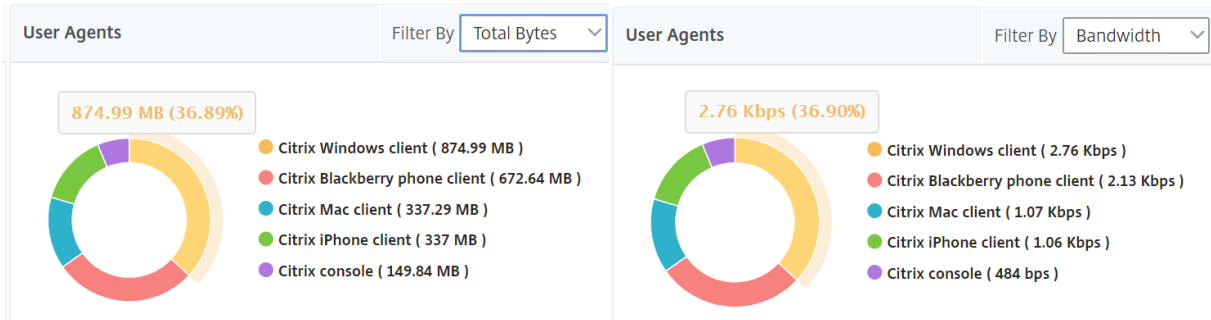 User Agents
Filter By Total Bytes
874.99 MB (36.89%)
Citrix Windows client ( 874.99 MB )
Citrix Blackberry phone client ( 672.64 MB )
Citrix Mac client ( 337.29 MB )
Citrix iPhone client ( 337 MB )
Citrix console ( 149.84 MB )
User Agents
Filter By Bandwidth
2.76 Kbps (36.90%)
Citrix Windows client ( 2.76 Kbps )
Citrix Blackberry phone client ( 2.13 Kbps )
Citrix Mac client ( 1.07 Kbps )
Citrix iPhone client ( 1.06 Kbps )
Citrix console ( 484 bps )